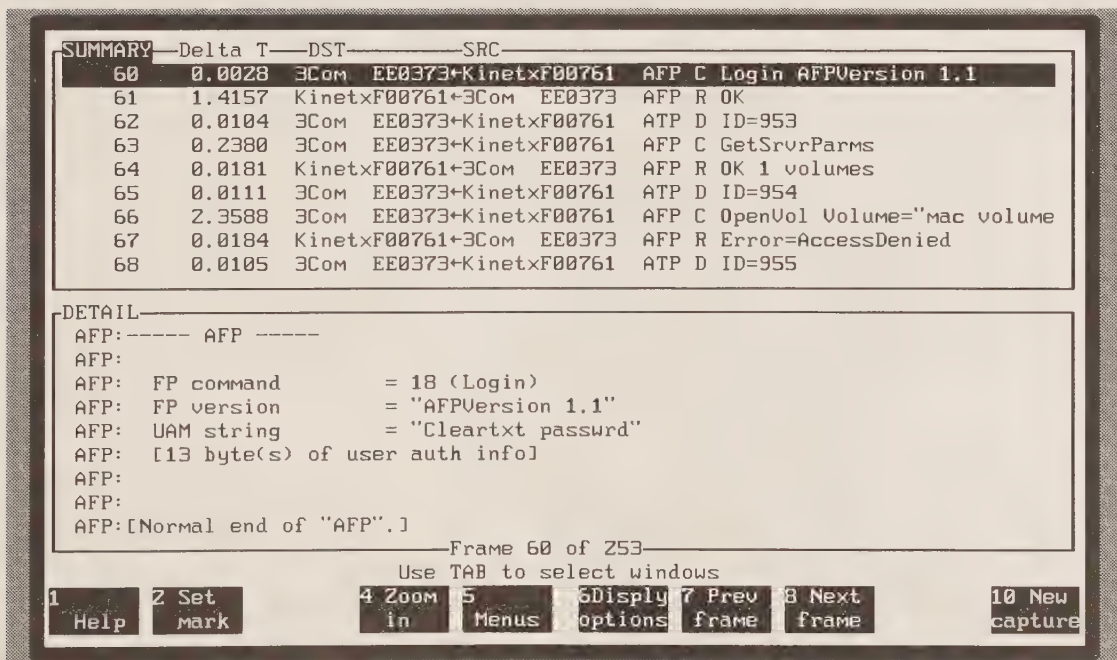 SUMMARY—Delta T—DST—SRC
60 0.0028 3Com EE0373←KinetxF00761 AFP C Login AFPVersion 1.1
61 1.4157 KinetxF00761←3Com EE0373 AFP R OK
62 0.0104 3Com EE0373←KinetxF00761 ATP D ID=953
63 0.2380 3Com EE0373←KinetxF00761 AFP C GetSrvrParms
64 0.0181 KinetxF00761←3Com EE0373 AFP R OK 1 volumes
65 0.0111 3Com EE0373←KinetxF00761 ATP D ID=954
66 2.3588 3Com EE0373←KinetxF00761 AFP C OpenVol Volume="Mac volume
67 0.0184 KinetxF00761←3Com EE0373 AFP R Error=AccessDenied
68 0.0105 3Com EE0373←KinetxF00761 ATP D ID=955
DETAIL
AFP:----- AFP -----
AFP:
AFP: FP command = 18 (Login)
AFP: FP version = "AFPVersion 1.1"
AFP: UAM string = "Cleartxt passwrd"
AFP: [13 byte(s) of user auth info]
AFP:
AFP:
AFP:[Normal end of "AFP".]
Frame 60 of 253
Use TAB to select windows
1 Help
2 Set mark
4 Zoom in
5 Menus
6Disply options
7 Prev frame
8 Next frame
10 New capture